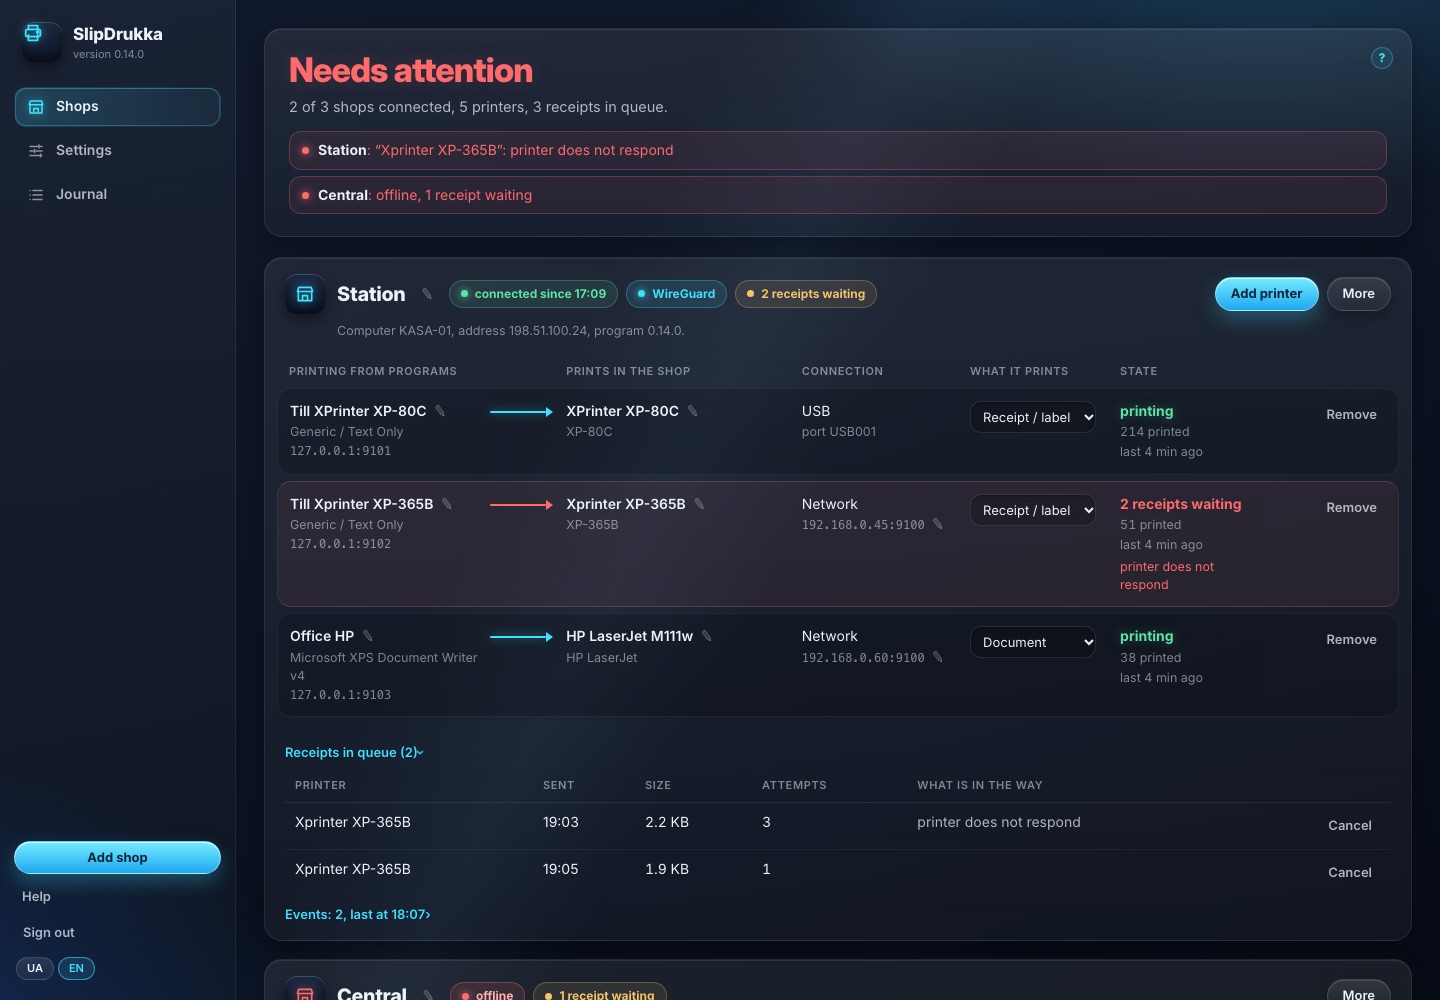 SlipDrukka
version 0.14.0
Shops
Settings
Journal
Add shop
Help
Sign out
UA EN
Needs attention
?
2 of 3 shops connected, 5 printers, 3 receipts in queue.
Station: “Xprinter XP-365B”: printer does not respond
Central: offline, 1 receipt waiting
Station connected since 17:09 WireGuard 2 receipts waiting Add printer More
Computer KASA-01, address 198.51.100.24, program 0.14.0.
PRINTING FROM PROGRAMS PRINTS IN THE SHOP CONNECTION WHAT IT PRINTS STATE
Till XPrinter XP-80C XPrinter XP-80C USB Receipt / label printing Remove
Generic / Text Only XP-80C port USB001 214 printed
127.0.0.1:9101 last 4 min ago
Till Xprinter XP-365B Xprinter XP-365B Network Receipt / label 2 receipts waiting Remove
Generic / Text Only XP-365B 192.168.0.45:9100 51 printed
127.0.0.1:9102 last 4 min ago
printer does not
respond
Office HP HP LaserJet M111w Network Document printing Remove
Microsoft XPS Document Writer HP LaserJet 192.168.0.60:9100 38 printed
v4 last 4 min ago
127.0.0.1:9103
Receipts in queue (2)
PRINTER SENT SIZE ATTEMPTS WHAT IS IN THE WAY
Xprinter XP-365B 19:03 2.2 KB 3 printer does not respond Cancel
Xprinter XP-365B 19:05 1.9 KB 1 Cancel
Events: 2, last at 18:07›
Central offline 1 receipt waiting More